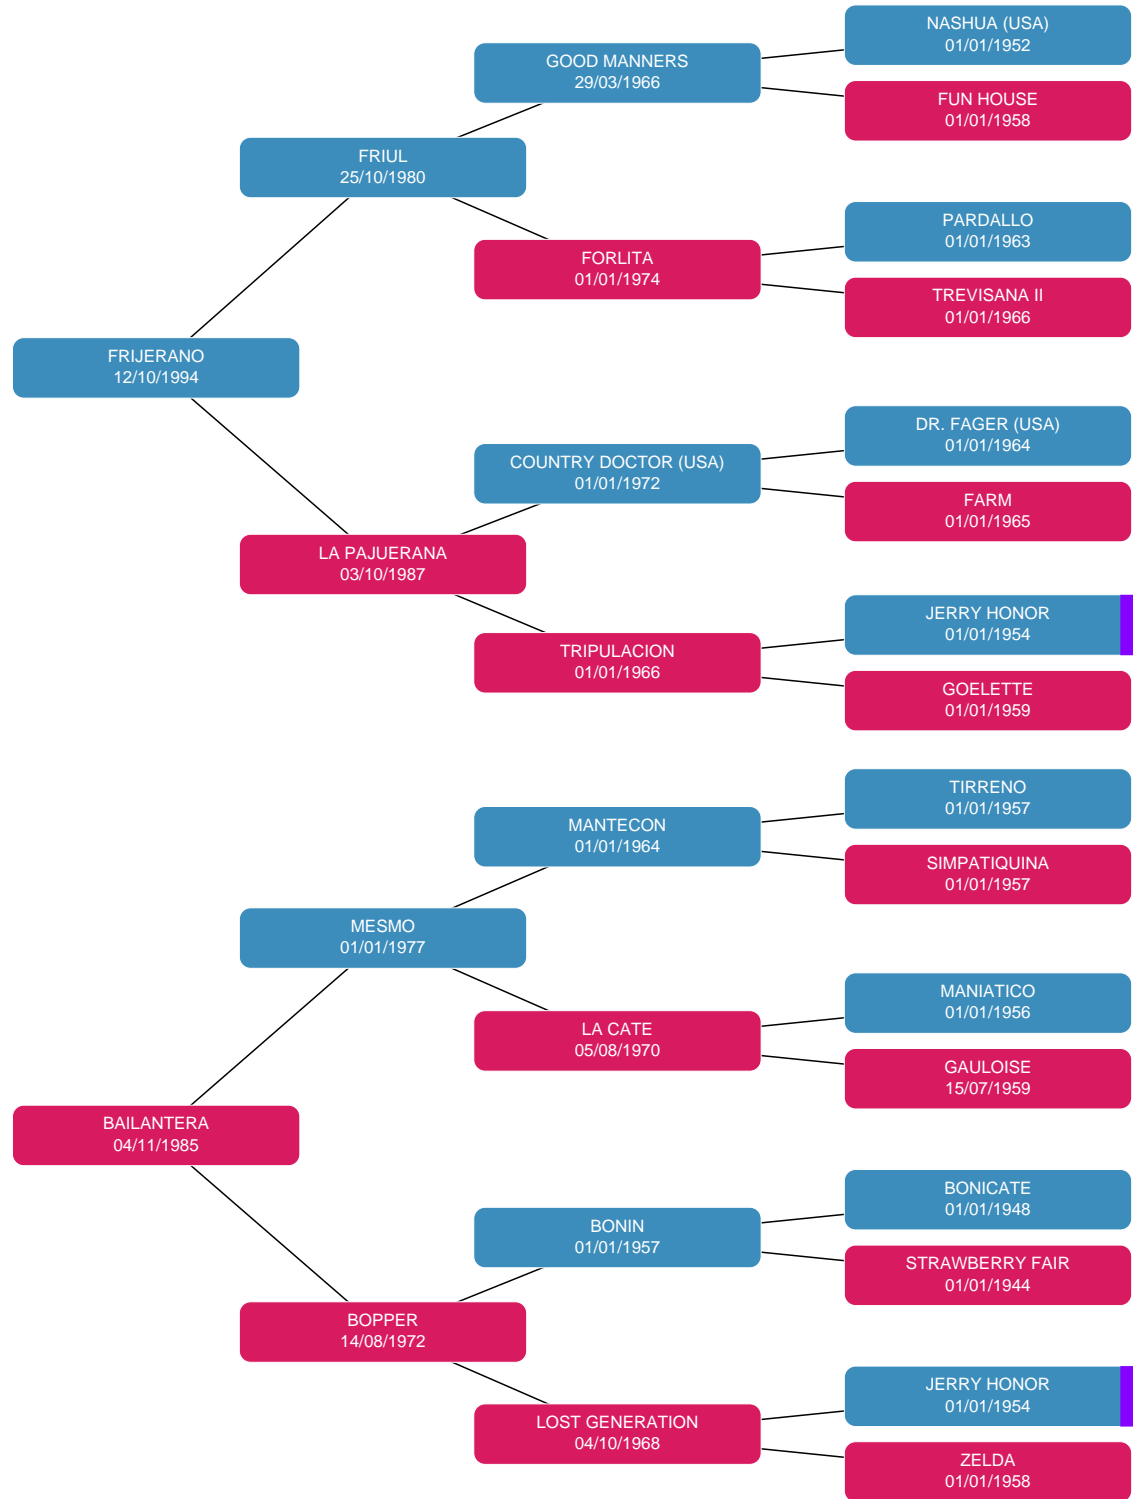 NASHUA (USA)
01/01/1952
GOOD MANNERS
29/03/1966
FUN HOUSE
01/01/1958
FRIUL
25/10/1980
PARDALLO
01/01/1963
FORLITA
01/01/1974
TREVISANA II
01/01/1966
FRIJERANO
12/10/1994
DR. FAGER (USA)
01/01/1964
COUNTRY DOCTOR (USA)
01/01/1972
FARM
01/01/1965
LA PAJUERANA
03/10/1987
JERRY HONOR
01/01/1954
TRIPULACION
01/01/1966
GOELETTE
01/01/1959
TIRRENO
01/01/1957
MANTECON
01/01/1964
SIMPATIQUINA
01/01/1957
MESMO
01/01/1977
MANIATICO
01/01/1956
LA CATE
05/08/1970
GAULOISE
15/07/1959
BAILANTERA
04/11/1985
BONICATE
01/01/1948
BONIN
01/01/1957
STRAWBERRY FAIR
01/01/1944
BOPPER
14/08/1972
JERRY HONOR
01/01/1954
LOST GENERATION
04/10/1968
ZELDA
01/01/1958